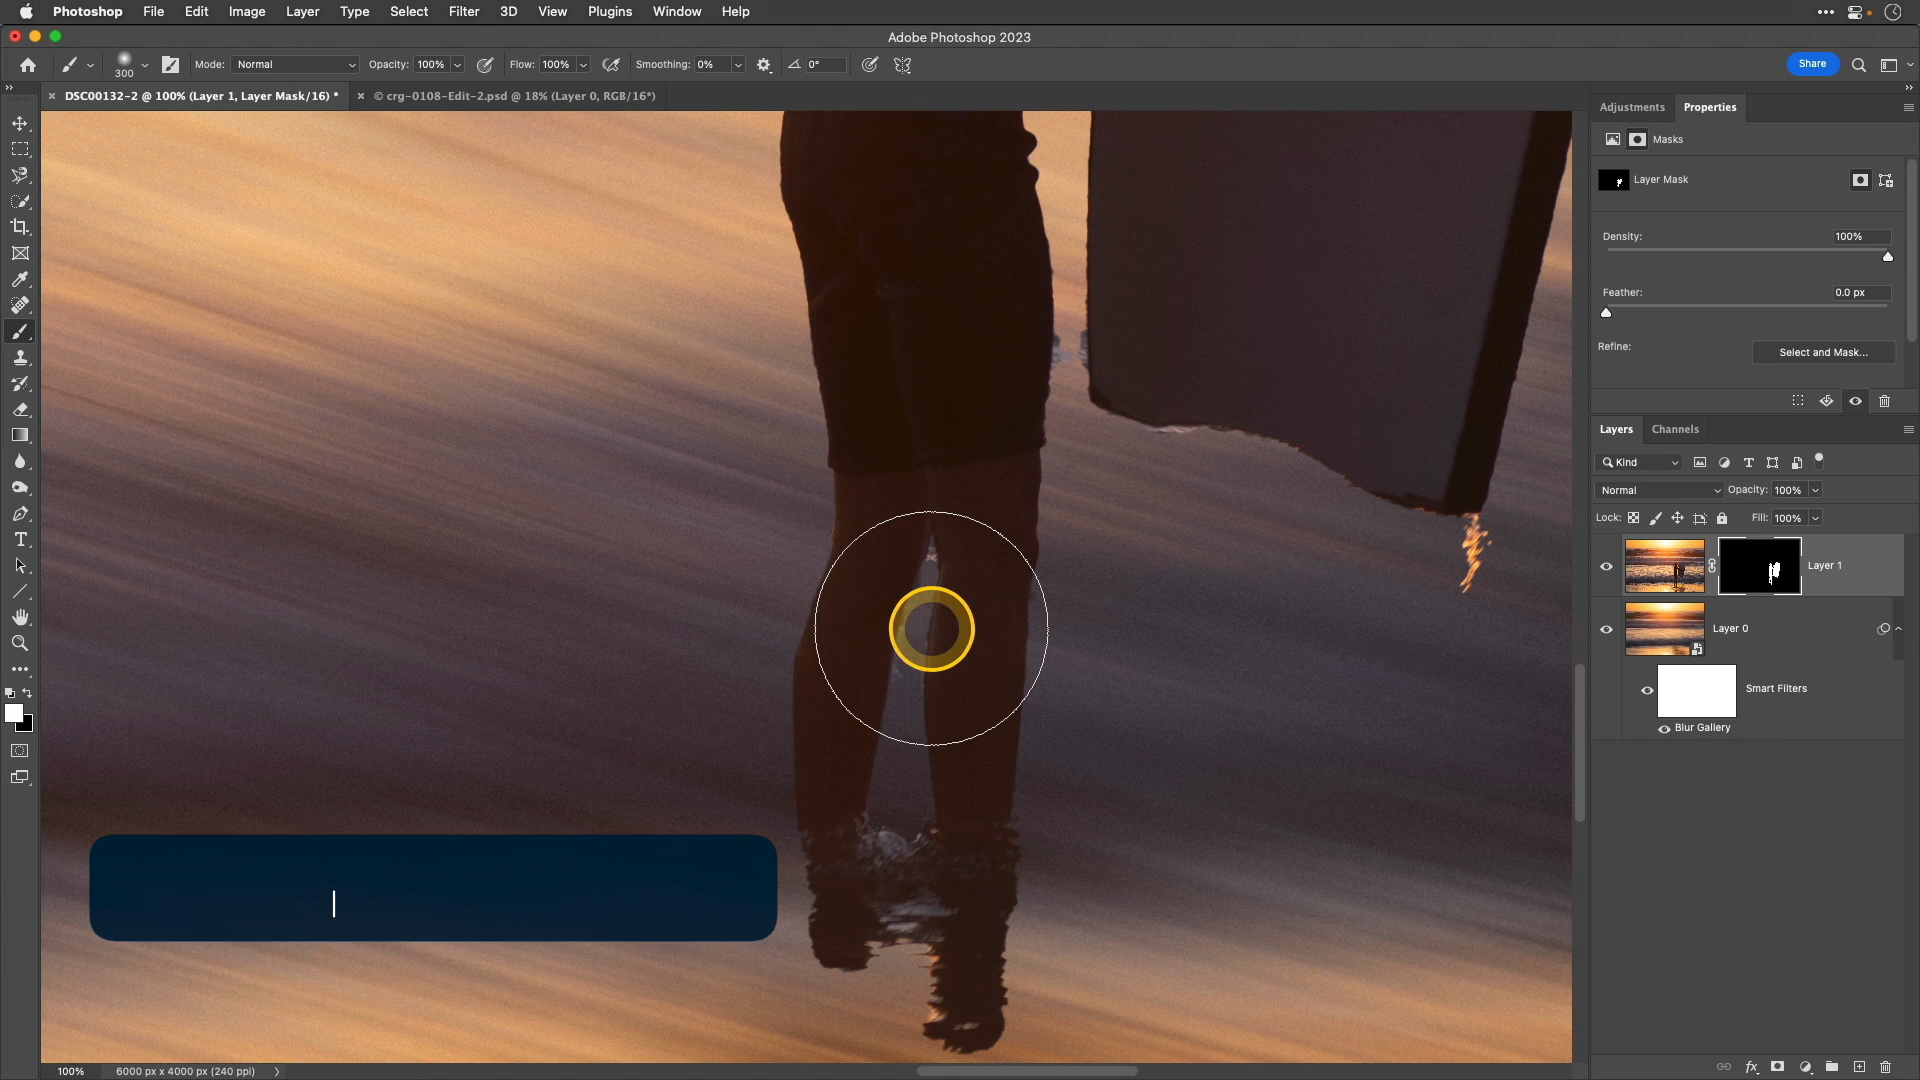 Photoshop File Edit Image Layer Type Select Filter 3D View Plugins Window Help
Adobe Photoshop 2023
300 Mode: Normal Opacity: 100% Flow: 100% Smoothing: 0% 0° Share
DSC00132-2 @ 100% (Layer 1, Layer Mask/16) * © crg-0108-Edit-2.psd @ 18% (Layer 0, RGB/16*)
Adjustments Properties
Masks
Layer Mask
Density: 100%
Feather: 0.0 px
Refine: Select and Mask...
Layers Channels
Kind
Normal Opacity: 100%
Lock: Fill: 100%
Layer 1
Layer 0
Smart Filters
Blur Gallery
100% 6000 px x 4000 px (240 ppi)